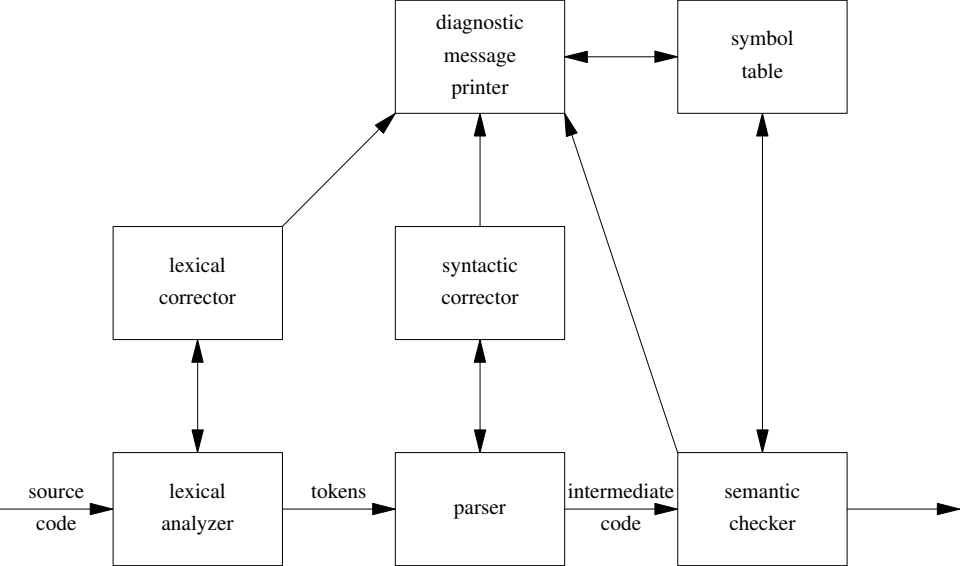 diagnostic
message
printer
symbol
table
lexical
corrector
syntactic
corrector
source
code
lexical
analyzer
tokens
parser
intermediate
code
semantic
checker